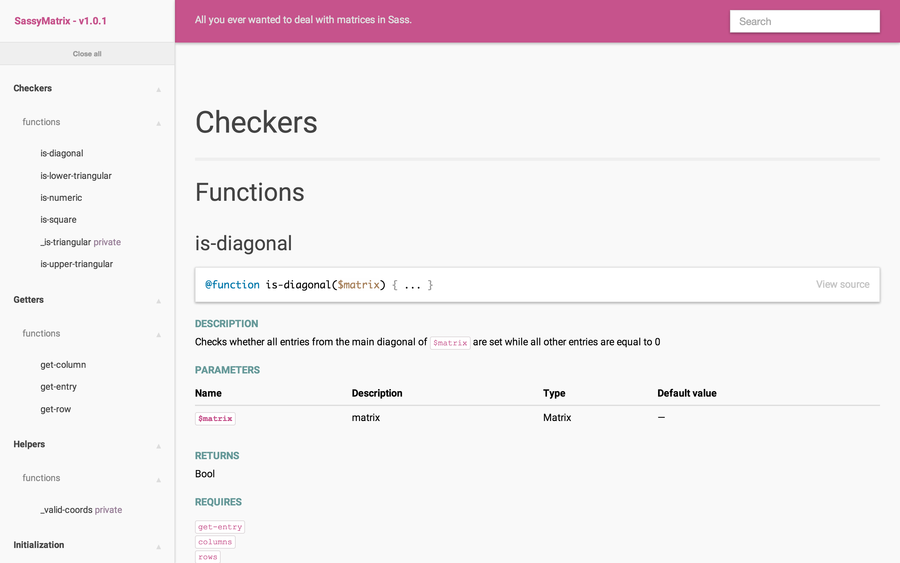 SassyMatrix - v1.0.1
All you ever wanted to deal with matrices in Sass.
Search
Close all
Checkers
functions
is-diagonal
is-lower-triangular
is-numeric
is-square
_is-triangular private
is-upper-triangular
Getters
functions
get-column
get-entry
get-row
Helpers
functions
_valid-coords private
Initialization
Checkers
Functions
is-diagonal
@function is-diagonal($matrix) { ... }
View source
DESCRIPTION
Checks whether all entries from the main diagonal of $matrix are set while all other entries are equal to 0
PARAMETERS
Name Description Type Default value
$matrix matrix Matrix —
RETURNS
Bool
REQUIRES
get-entry
columns
rows